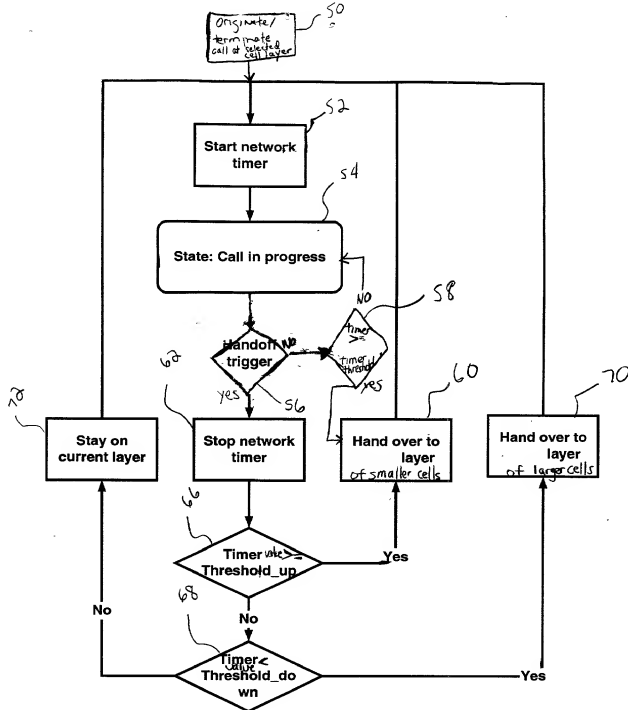 50
Originate/
terminate
call at selected
cell layer
52
Start network
timer
54
State: Call in progress
NO
58
timer
>=
timer
threshold
Handoff
trigger
No
62
yes
56
yes
60
70
72
Stay on
current layer
Stop network
timer
Hand over to
layer
of smaller cells
Hand over to
layer
of larger cells
66
Timer value >=
Threshold_up
Yes
No
No
68
Timer <
value
Threshold_do
wn
Yes